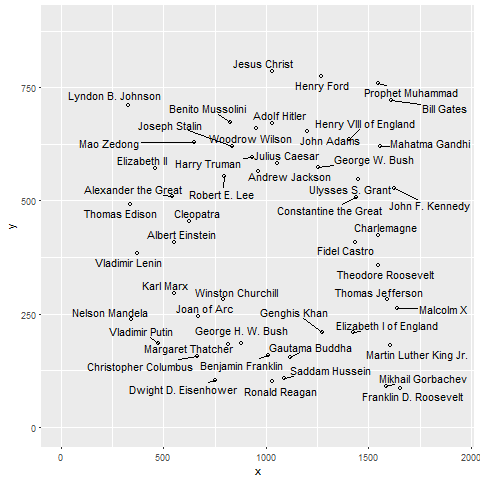 Jesus Christ
Henry Ford
Prophet Muhammad
Lyndon B. Johnson
Benito Mussolini
Bill Gates
Adolf Hitler
Joseph Stalin
Henry VIII of England
Mao Zedong
Woodrow Wilson
John Adams
Mahatma Gandhi
Elizabeth II
Harry Truman
Julius Caesar
George W. Bush
Andrew Jackson
Alexander the Great
Robert E. Lee
Ulysses S. Grant
John F. Kennedy
Thomas Edison
Cleopatra
Constantine the Great
Charlemagne
Albert Einstein
Fidel Castro
Vladimir Lenin
Theodore Roosevelt
Karl Marx
Winston Churchill
Thomas Jefferson
Nelson Mandela
Joan of Arc
Genghis Khan
Malcolm X
Vladimir Putin
George H. W. Bush
Elizabeth I of England
Margaret Thatcher
Gautama Buddha
Martin Luther King Jr.
Christopher Columbus
Benjamin Franklin
Saddam Hussein
Mikhail Gorbachev
Dwight D. Eisenhower
Ronald Reagan
Franklin D. Roosevelt
750
500
250
0
y
0
500
1000
1500
2000
x